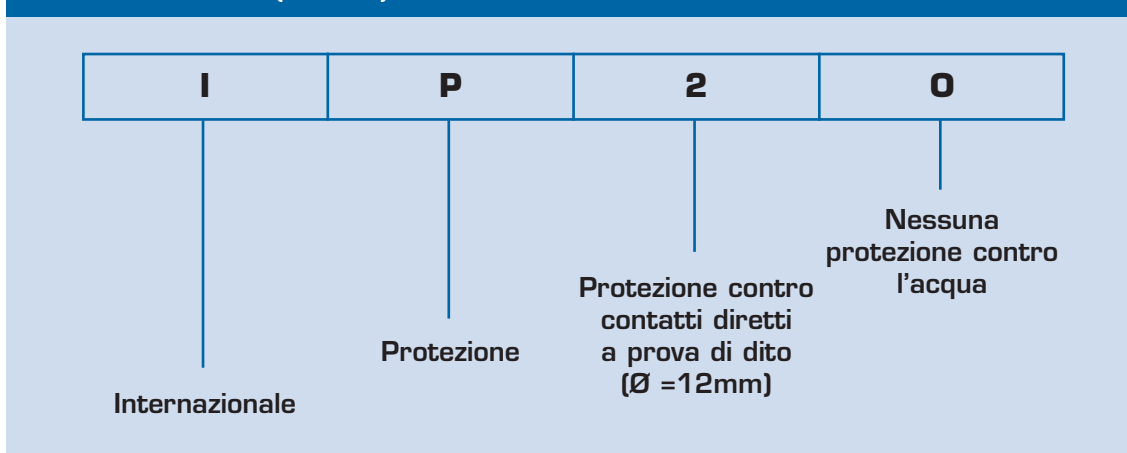 I P 2 0
Nessuna
protezione contro
l'acqua
Protezione contro
contatti diretti
a prova di dito
(Ø =12mm)
Protezione
Internazionale